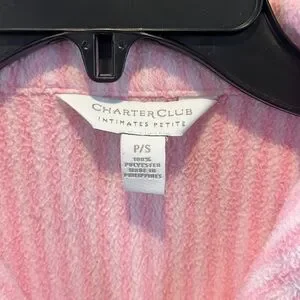 CHARTER CLUB
INTIMATES PETITE
P/S
100%
POLYESTER
MADE IN
PHILIPPINES